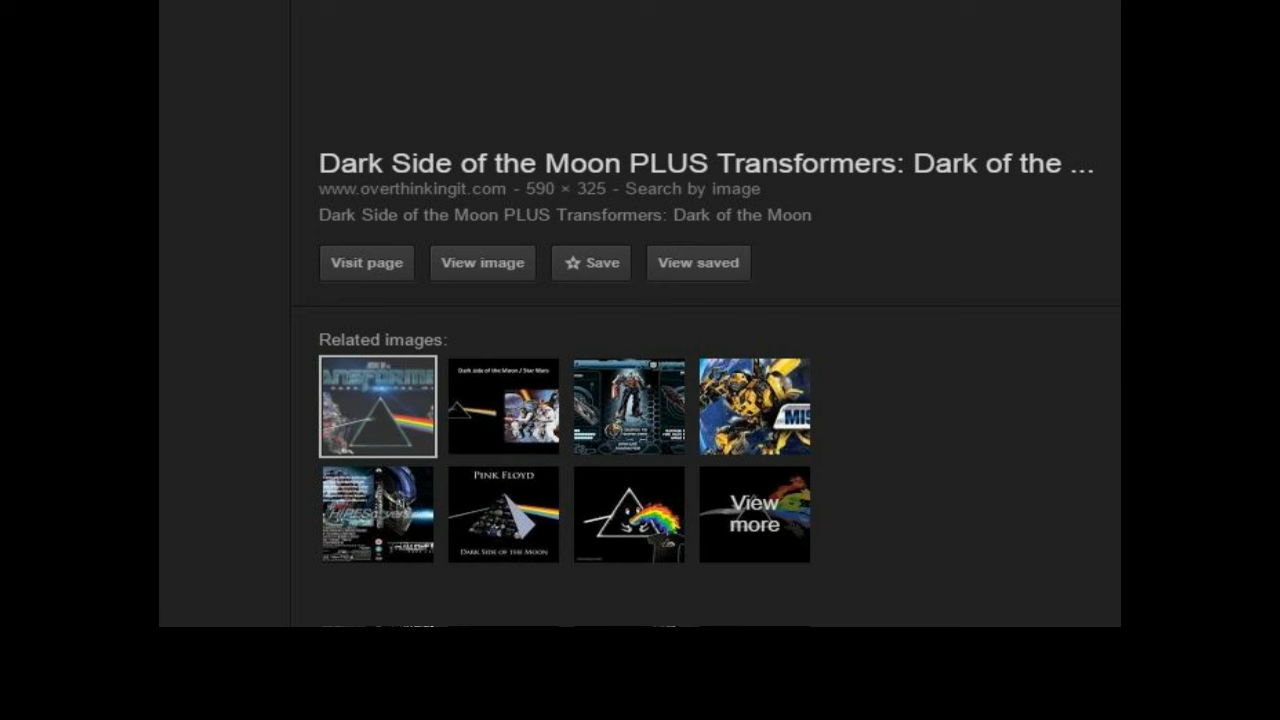 Dark Side of the Moon PLUS Transformers: Dark of the ...
www.overthinkingit.com - 590 × 325 - Search by image
Dark Side of the Moon PLUS Transformers: Dark of the Moon
Visit page View image Save View saved
Related images:
Dark side of the Moon / Star Wars
MIS
PINK FLOYD
DARK SIDE OF THE MOON
View
more